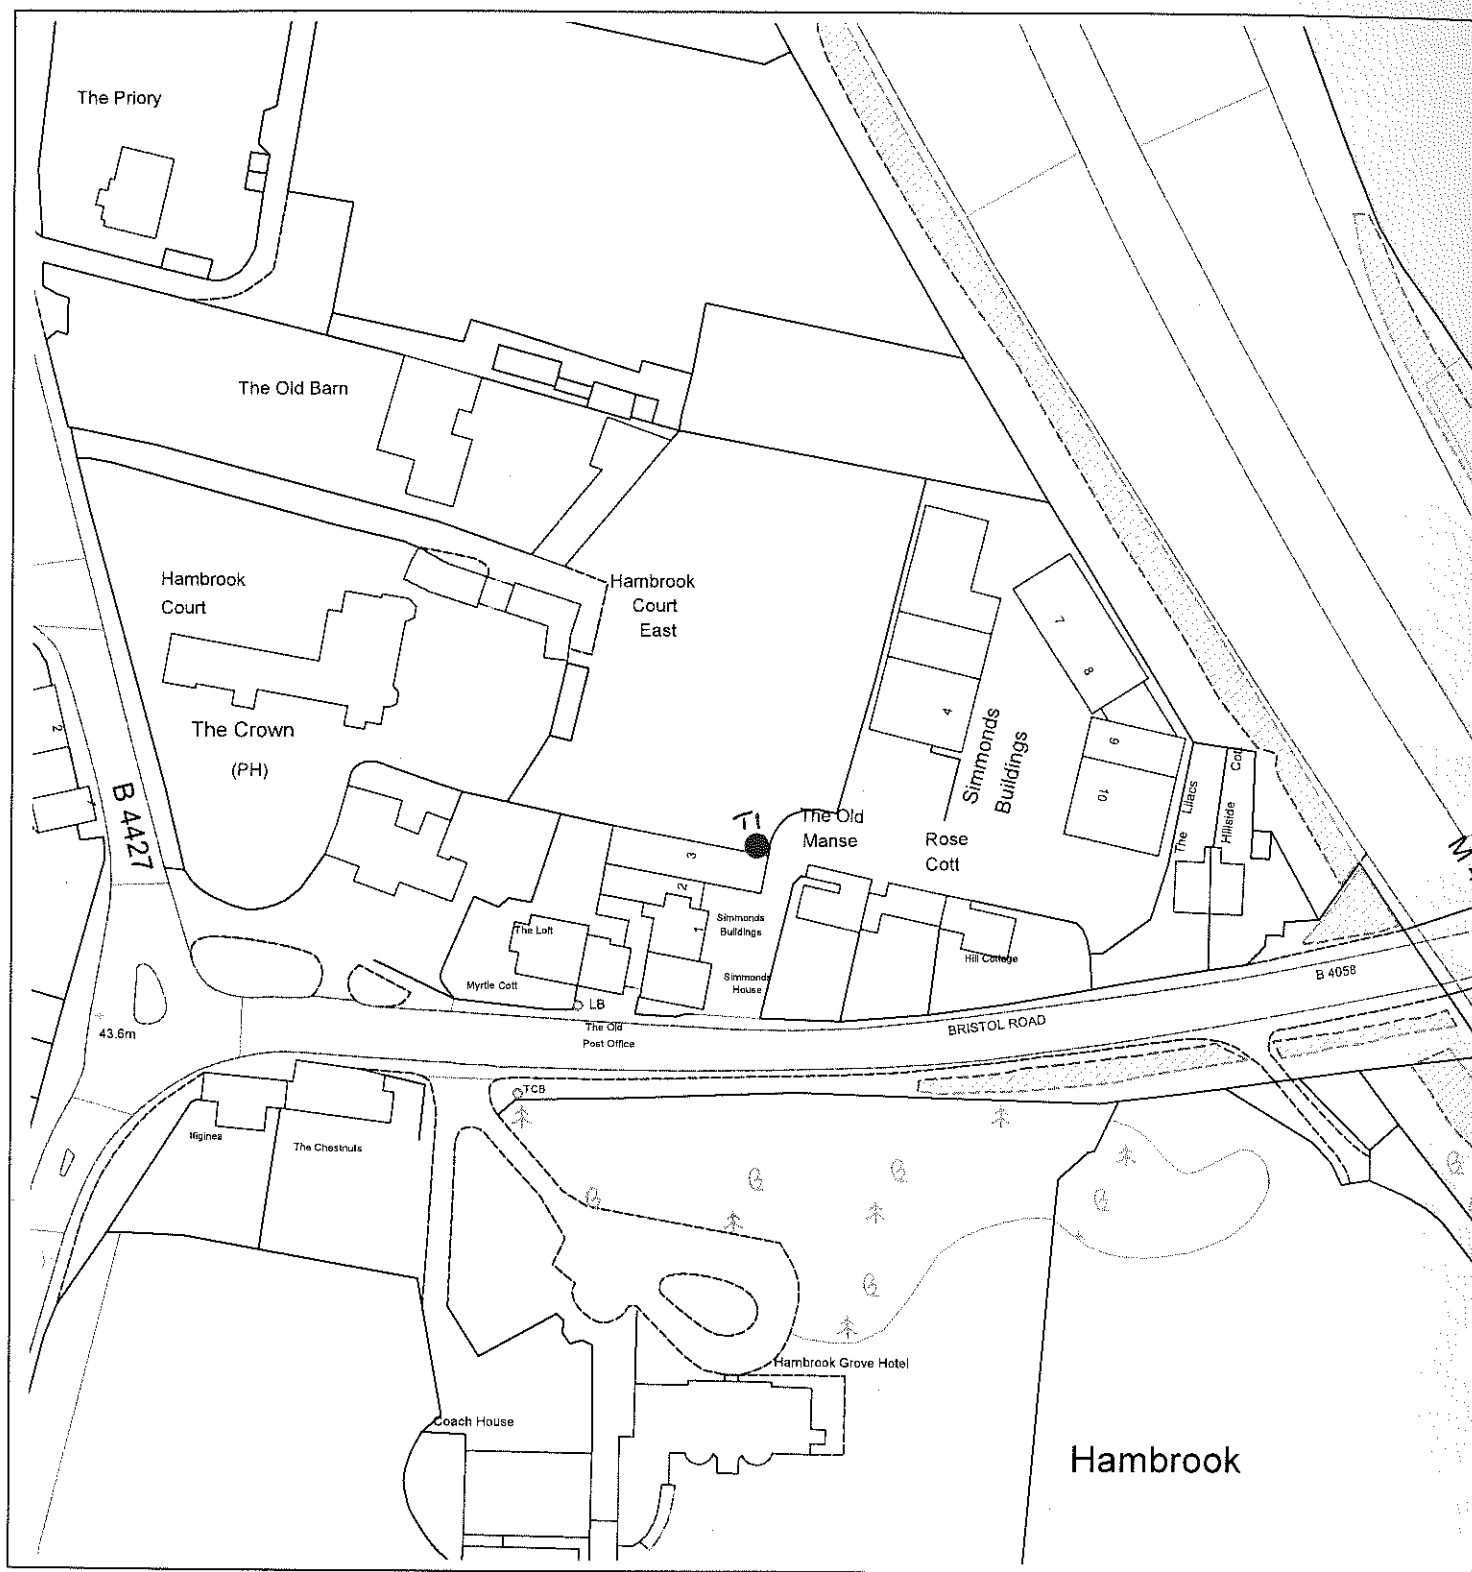 The Priory
The Old Barn
Hambrook
Court
Hambrook
Court
East
The Crown
(PH)
B 4427
2
1
7
8
4
Simmonds
Buildings
9
10
The Lilacs
Hillside Cott
T1
The Old
Manse
Rose
Cott
3
2
1
Simmonds
Buildings
Simmonds
House
The Loft
Myrtle Cott
LB
The Old
Post Office
Hill Cottage
B 4058
BRISTOL ROAD
43.6m
TCB
The Chestnuts
Hambrook Grove Hotel
Coach House
Hambrook